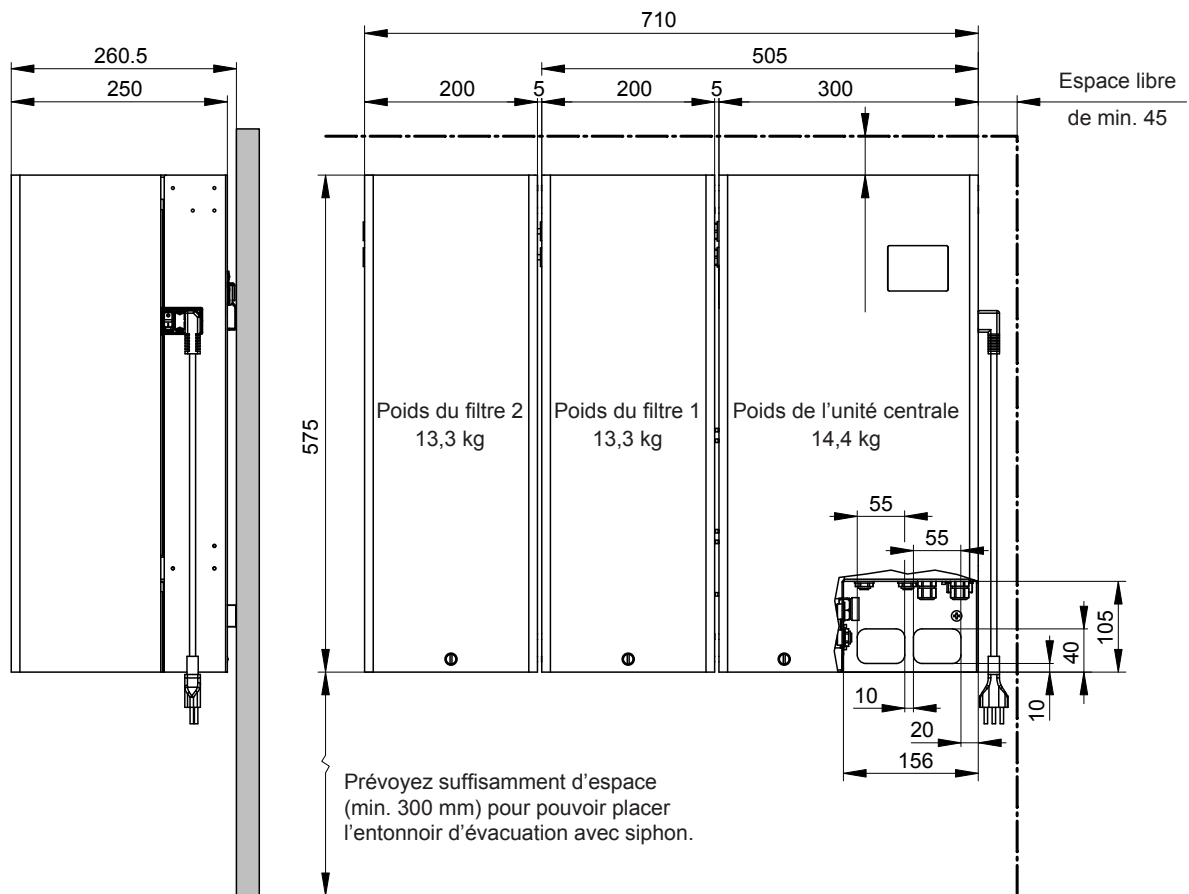 710
260.5
505
250
200
5
200
5
300
Espace libre
de min. 45
575
Poids du filtre 2
13,3 kg
Poids du filtre 1
13,3 kg
Poids de l’unité centrale
14,4 kg
55
55
105
40
10
10
20
156
Prévoyez suffisamment d’espace
(min. 300 mm) pour pouvoir placer
l’entonnoir d’évacuation avec siphon.